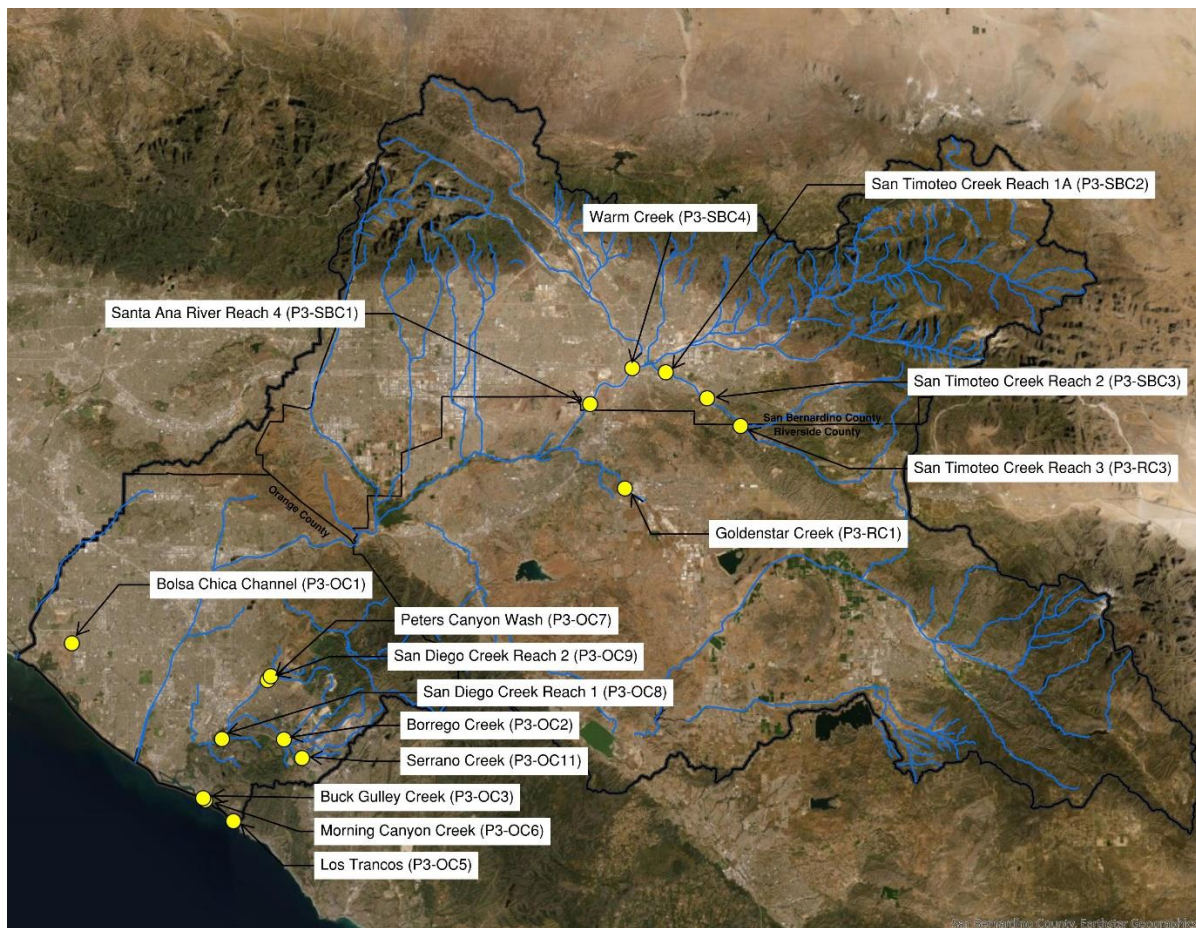 San Timoteo Creek Reach 1A (P3-SBC2)
Warm Creek (P3-SBC4)
Santa Ana River Reach 4 (P3-SBC1)
San Timoteo Creek Reach 2 (P3-SBC3)
San Bernardino County
Riverside County
San Timoteo Creek Reach 3 (P3-RC3)
Orange County
Goldenstar Creek (P3-RC1)
Bolsa Chica Channel (P3-OC1)
Peters Canyon Wash (P3-OC7)
San Diego Creek Reach 2 (P3-OC9)
San Diego Creek Reach 1 (P3-OC8)
Borrego Creek (P3-OC2)
Serrano Creek (P3-OC11)
Buck Gulley Creek (P3-OC3)
Morning Canyon Creek (P3-OC6)
Los Trancos (P3-OC5)
San Bernardino County, Earthstar Geographics